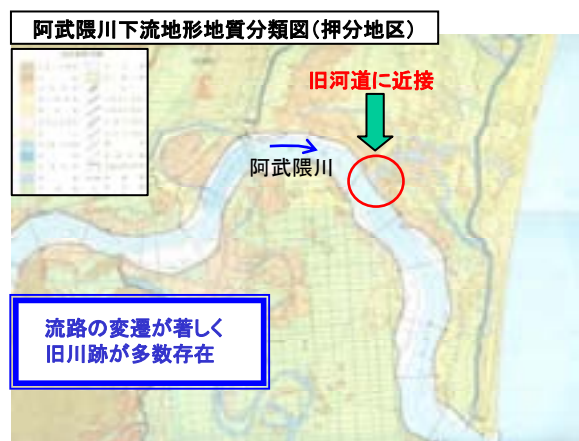 阿武隈川下流地形地質分類図(押分地区)
旧河道に近接
阿武隈川
流路の変遷が著しく
旧川跡が多数存在